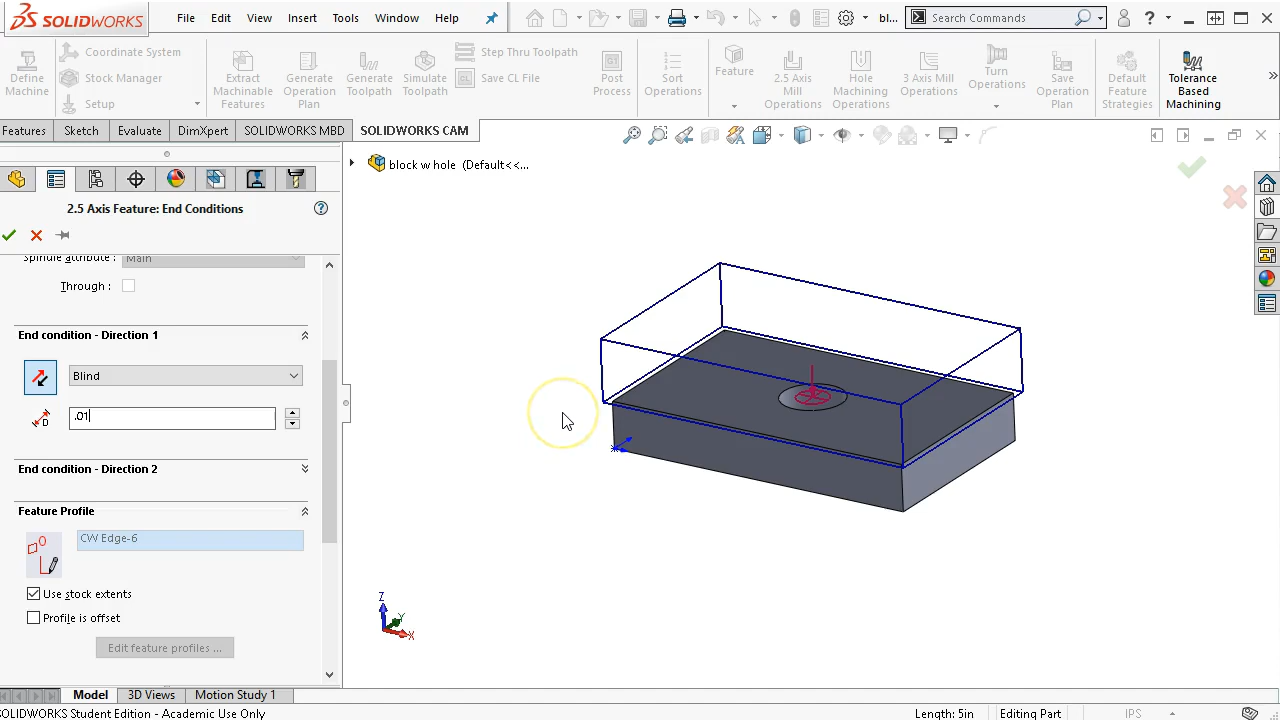 SOLIDWORKS File Edit View Insert Tools Window Help bl... Search Commands ?
Define Machine
Coordinate System
Stock Manager
Setup
Extract Machinable Features
Generate Operation Plan
Generate Toolpath
Simulate Toolpath
Step Thru Toolpath
Save CL File
Post Process
Sort Operations
Feature
2.5 Axis Mill Operations
Hole Machining Operations
3 Axis Mill Operations
Turn Operations
Save Operation Plan
Default Feature Strategies
Tolerance Based Machining
Features Sketch Evaluate DimXpert SOLIDWORKS MBD SOLIDWORKS CAM
block w hole (Default<<...
2.5 Axis Feature: End Conditions
Spindle attribute : Main
Through :
End condition - Direction 1
Blind
.01
End condition - Direction 2
Feature Profile
CW Edge-6
Use stock extents
Profile is offset
Edit feature profiles ...
Z
Y
X
Model 3D Views Motion Study 1
SOLIDWORKS Student Edition - Academic Use Only Length: 5in Editing Part IPS